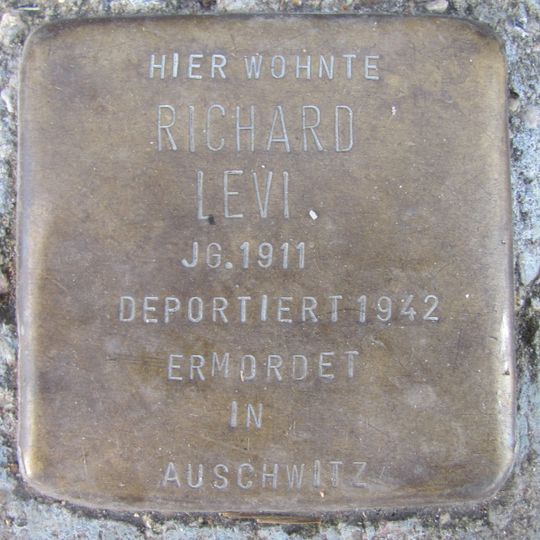 HIER WOHNTE
RICHARD
LEVI
JG. 1911
DEPORTIERT 1942
ERMORDET
IN
AUSCHWITZ